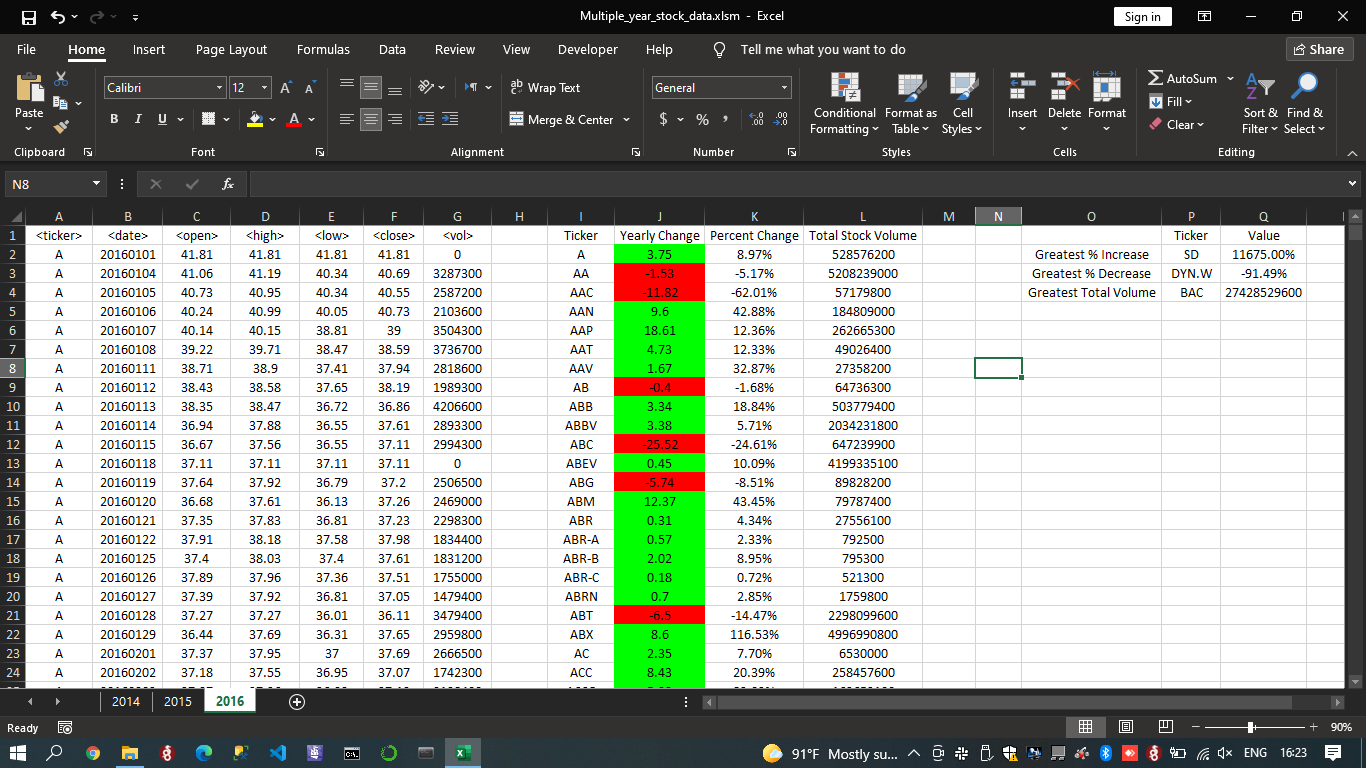 Multiple_year_stock_data.xlsm - Excel
Sign in
File Home Insert Page Layout Formulas Data Review View Developer Help Tell me what you want to do Share
Paste
Clipboard
Calibri 12
B I U A
Font
ab Wrap Text
Merge & Center
Alignment
General
$ % ,
Number
Conditional Formatting
Format as Table
Cell Styles
Styles
Insert Delete Format
Cells
AutoSum
Fill
Clear
Sort & Filter
Find & Select
Editing
N8 fx
A B C D E F G H I J K L M N O P Q
1 <ticker> <date> <open> <high> <low> <close> <vol> Ticker Yearly Change Percent Change Total Stock Volume Ticker Value
2 A 20160101 41.81 41.81 41.81 41.81 0 A 3.75 8.97% 528576200 Greatest % Increase SD 11675.00%
3 A 20160104 41.06 41.19 40.34 40.69 3287300 AA -1.53 -5.17% 5208239000 Greatest % Decrease DYN.W -91.49%
4 A 20160105 40.73 40.95 40.34 40.55 2587200 AAC -11.82 -62.01% 57179800 Greatest Total Volume BAC 27428529600
5 A 20160106 40.24 40.99 40.05 40.73 2103600 AAN 9.6 42.88% 184809000
6 A 20160107 40.14 40.15 38.81 39 3504300 AAP 18.61 12.36% 262665300
7 A 20160108 39.22 39.71 38.47 38.59 3736700 AAT 4.73 12.33% 49026400
8 A 20160111 38.71 38.9 37.41 37.94 2818600 AAV 1.67 32.87% 27358200
9 A 20160112 38.43 38.58 37.65 38.19 1989300 AB -0.4 -1.68% 64736300
10 A 20160113 38.35 38.47 36.72 36.86 4206600 ABB 3.34 18.84% 503779400
11 A 20160114 36.94 37.88 36.55 37.61 2893300 ABBV 3.38 5.71% 2034231800
12 A 20160115 36.67 37.56 36.55 37.11 2994300 ABC -25.52 -24.61% 647239900
13 A 20160118 37.11 37.11 37.11 37.11 0 ABEV 0.45 10.09% 4199335100
14 A 20160119 37.64 37.92 36.79 37.2 2506500 ABG -5.74 -8.51% 89828200
15 A 20160120 36.68 37.61 36.13 37.26 2469000 ABM 12.37 43.45% 79787400
16 A 20160121 37.35 37.83 36.81 37.23 2298300 ABR 0.31 4.34% 27556100
17 A 20160122 37.91 38.18 37.58 37.98 1834400 ABR-A 0.57 2.33% 792500
18 A 20160125 37.4 38.03 37.4 37.61 1831200 ABR-B 2.02 8.95% 795300
19 A 20160126 37.89 37.96 37.36 37.51 1755000 ABR-C 0.18 0.72% 521300
20 A 20160127 37.39 37.92 36.81 37.05 1479400 ABRN 0.7 2.85% 1759800
21 A 20160128 37.27 37.27 36.01 36.11 3479400 ABT -6.5 -14.47% 2298099600
22 A 20160129 36.44 37.69 36.31 37.65 2959800 ABX 8.6 116.53% 4996990800
23 A 20160201 37.37 37.95 37 37.69 2666500 AC 2.35 7.70% 6530000
24 A 20160202 37.18 37.55 36.95 37.07 1742300 ACC 8.43 20.39% 258457600
2014 2015 2016
Ready 90%
91°F Mostly su... ENG 16:23